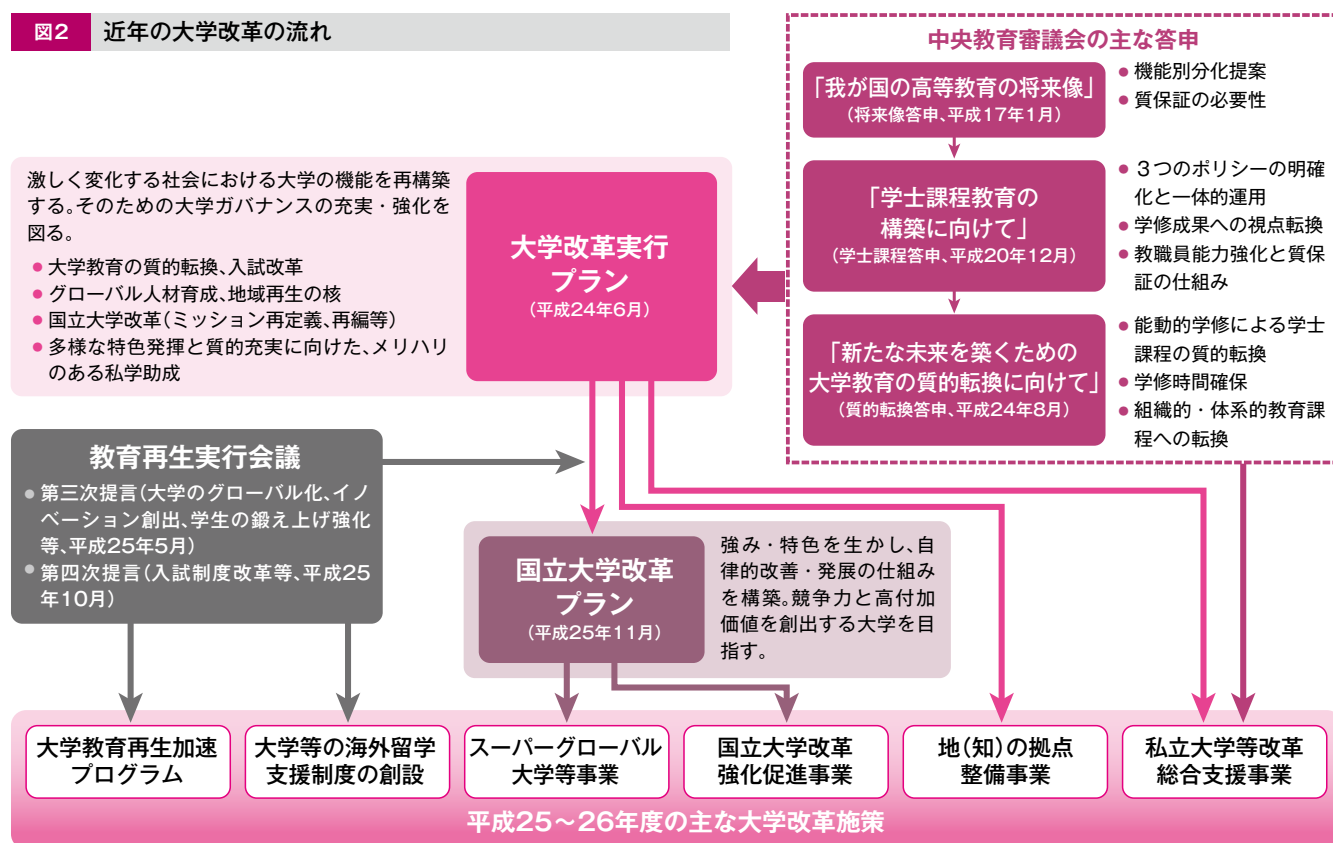 図2 近年の大学改革の流れ
中央教育審議会の主な答申
「我が国の高等教育の将来像」
（将来像答申、平成17年1月）
● 機能別分化提案
● 質保証の必要性
「学士課程教育の
構築に向けて」
（学士課程答申、平成20年12月）
● ３つのポリシーの明確
化と一体的運用
● 学修成果への視点転換
● 教職員能力強化と質保
証の仕組み
「新たな未来を築くための
大学教育の質的転換に向けて」
（質的転換答申、平成24年8月）
● 能動的学修による学士
課程の質的転換
● 学修時間確保
● 組織的・体系的教育課
程への転換
激しく変化する社会における大学の機能を再構築
する。そのための大学ガバナンスの充実・強化を
図る。
● 大学教育の質的転換、入試改革
● グローバル人材育成、地域再生の核
● 国立大学改革（ミッション再定義、再編等）
● 多様な特色発揮と質的充実に向けた、メリハリ
のある私学助成
大学改革実行
プラン
（平成24年6月）
教育再生実行会議
● 第三次提言（大学のグローバル化、イノ
ベーション創出、学生の鍛え上げ強化
等、平成25年5月）
● 第四次提言（入試制度改革等、平成25
年10月）
国立大学改革
プラン
（平成25年11月）
強み・特色を生かし、自
律的改善・発展の仕組み
を構築。競争力と高付加
価値を創出する大学を目
指す。
大学教育再生加速
プログラム
大学等の海外留学
支援制度の創設
スーパーグローバル
大学等事業
国立大学改革
強化促進事業
地（知）の拠点
整備事業
私立大学等改革
総合支援事業
平成25～26年度の主な大学改革施策